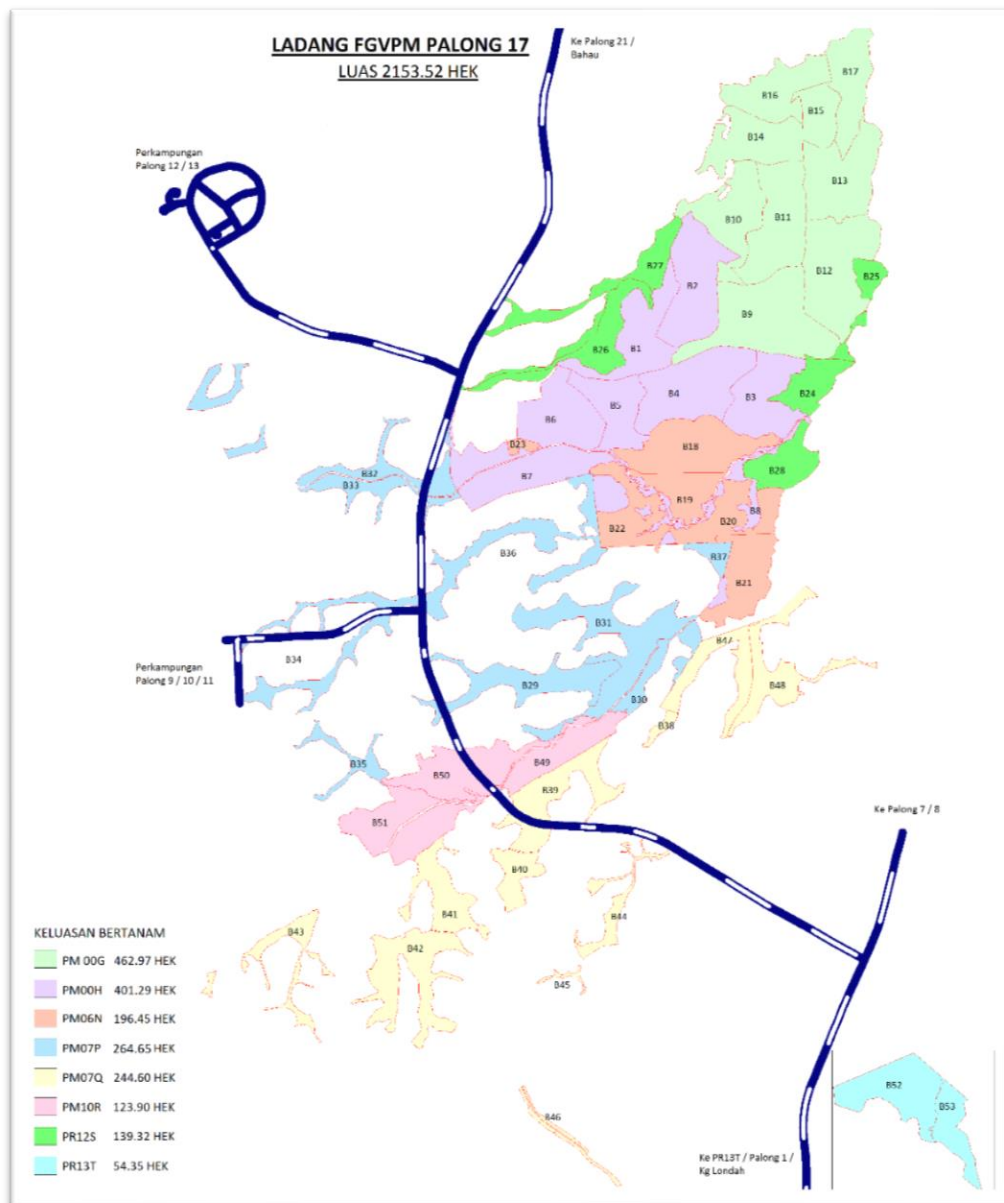 LADANG FGVPM PALONG 17
LUAS 2153.52 HEK
Ke Palong 21 /
Bahau
Perkampungan
Palong 12 / 13
B17
B16
B15
B14
B13
B10
B11
B27
B12
B25
B2
B9
B26
B1
B24
B4
B3
B5
B6
B23
B18
B32
B33
B7
B28
B19
B8
B20
B22
B36
B37
B21
B31
B47
Perkampungan
Palong 9 / 10 / 11
B34
B29
B48
B30
B38
B35
B49
B50
B39
Ke Palong 7 / 8
B51
B40
B41
B44
B43
B42
B45
KELUASAN BERTANAM
PM 00G 462.97 HEK
PM00H 401.29 HEK
PM06N 196.45 HEK
PM07P 264.65 HEK
PM07Q 244.60 HEK
PM10R 123.90 HEK
PR12S 139.32 HEK
PR13T 54.35 HEK
B52
B53
B46
Ke PR13T / Palong 1 /
Kg Londah